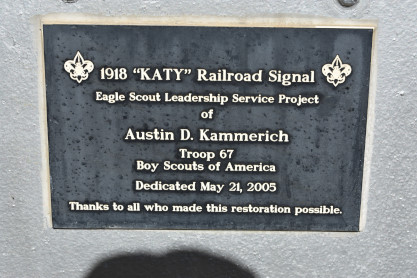 1918 “KATY” Railroad Signal
Eagle Scout Leadership Service Project
of
Austin D. Kammerich
Troop 67
Boy Scouts of America
Dedicated May 21, 2005
Thanks to all who made this restoration possible.